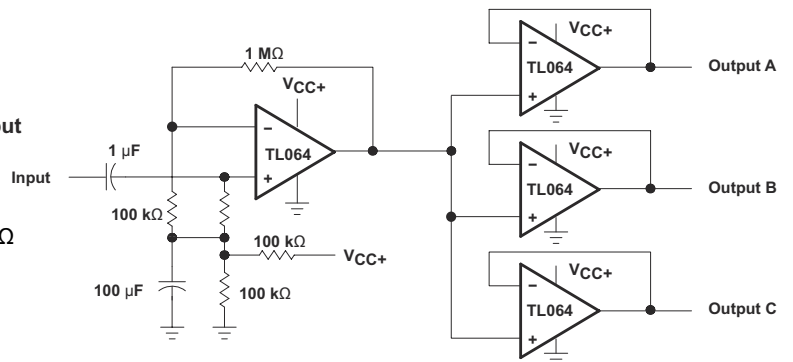 1 MΩ
VCC+
TL064
–
+
put
1 µF
Input
100 kΩ
Ω
100 kΩ
VCC+
100 kΩ
100 µF
VCC+
–
TL064
+
Output A
VCC+
–
TL064
+
Output B
VCC+
–
TL064
+
Output C